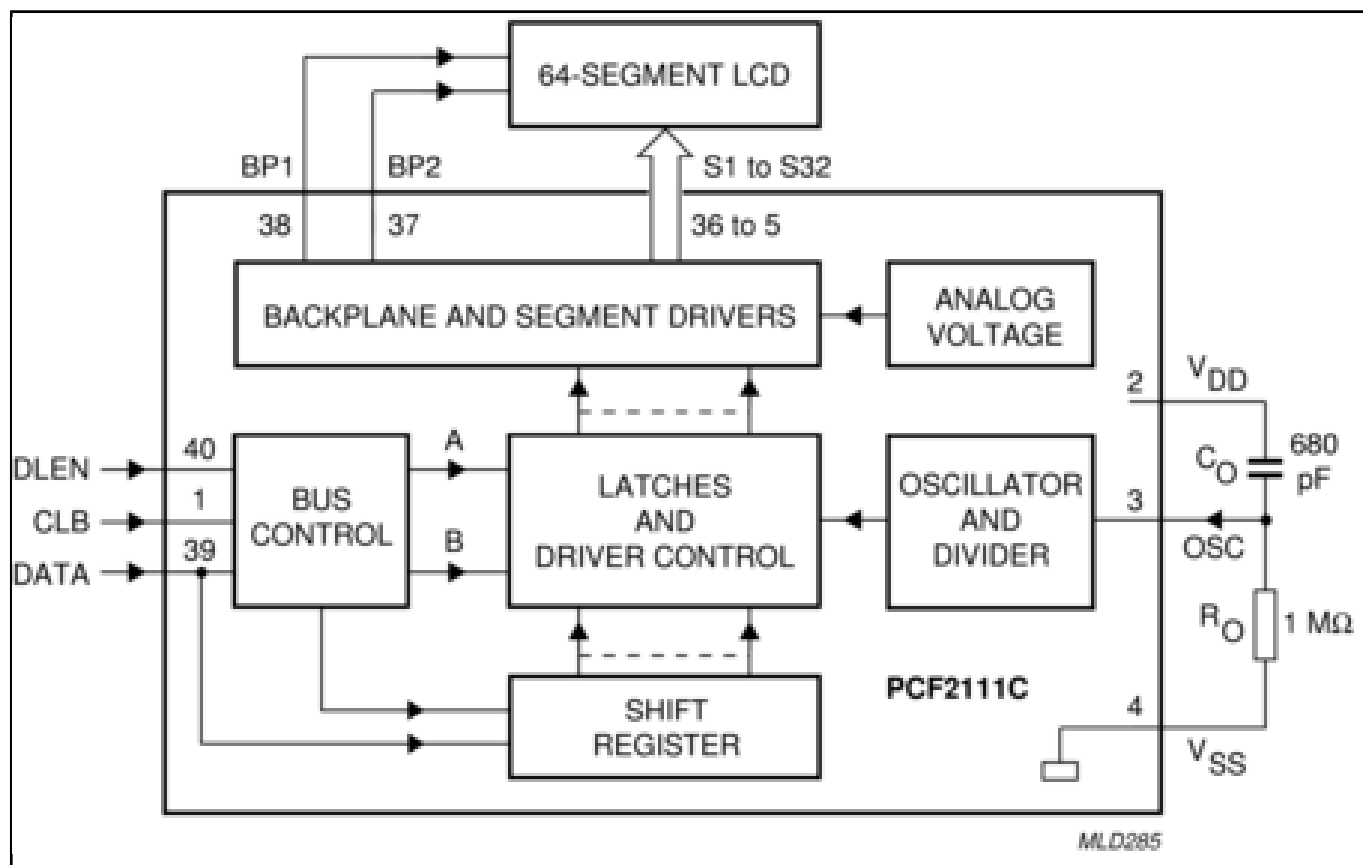 64-SEGMENT LCD
BP1
BP2
S1 to S32
38
37
36 to 5
BACKPLANE AND SEGMENT DRIVERS
ANALOG
VOLTAGE
2
VDD
DLEN
40
CLB
1
DATA
39
BUS
CONTROL
A
B
LATCHES
AND
DRIVER CONTROL
OSCILLATOR
AND
DIVIDER
CO
680
pF
3
OSC
RO
1 MΩ
SHIFT
REGISTER
PCF2111C
4
VSS
MLD285